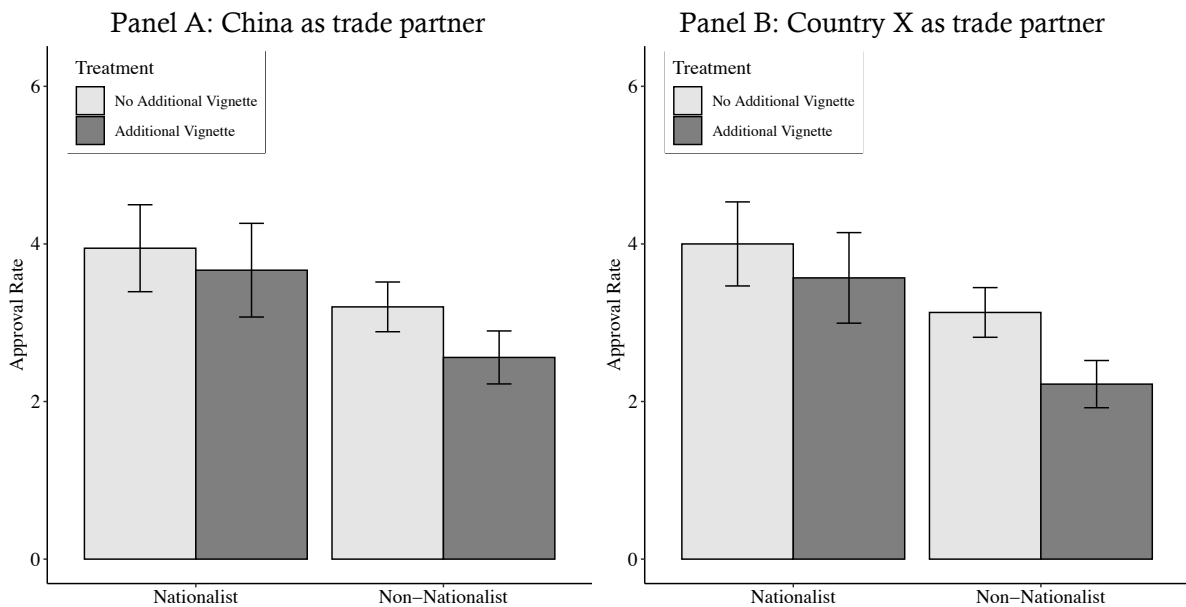 Panel A: China as trade partner
Treatment
No Additional Vignette
Additional Vignette
6
4
2
0
Approval Rate
Nationalist
Non−Nationalist
Panel B: Country X as trade partner
Treatment
No Additional Vignette
Additional Vignette
6
4
2
0
Approval Rate
Nationalist
Non−Nationalist